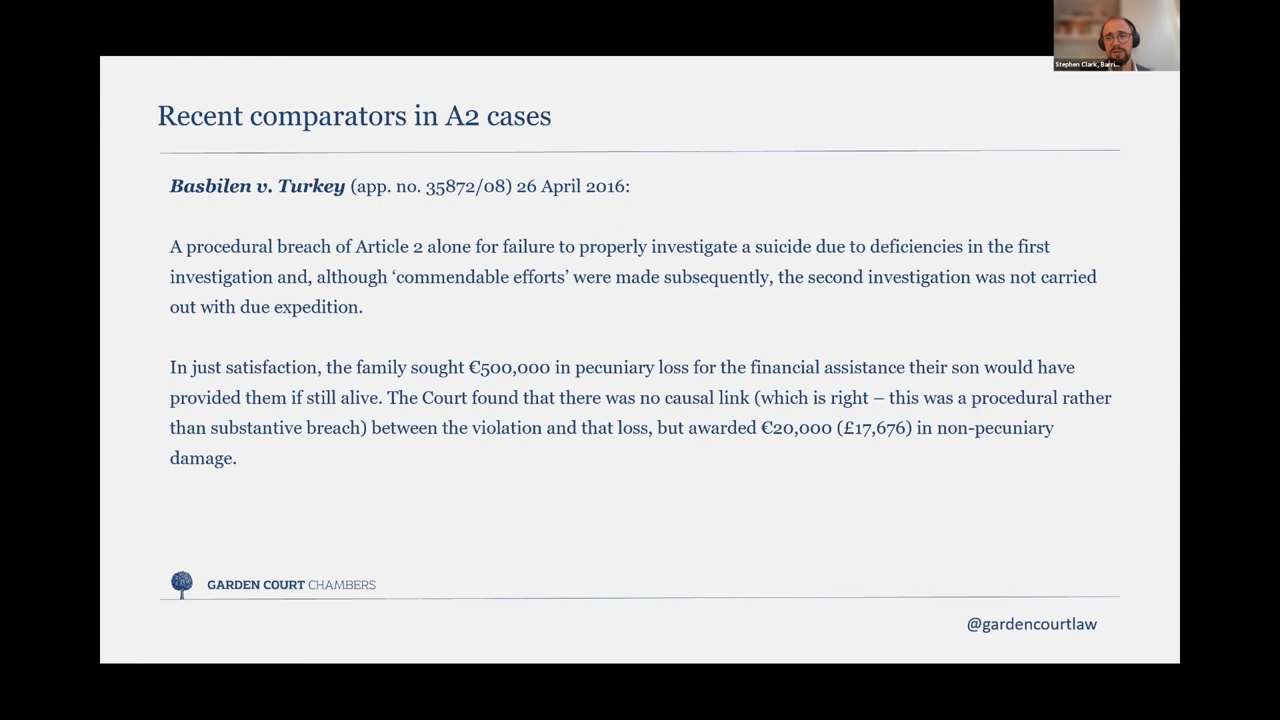 Stephen Clark, Barri...
Recent comparators in A2 cases
Basbilen v. Turkey (app. no. 35872/08) 26 April 2016:
A procedural breach of Article 2 alone for failure to properly investigate a suicide due to deficiencies in the first
investigation and, although ‘commendable efforts’ were made subsequently, the second investigation was not carried
out with due expedition.
In just satisfaction, the family sought €500,000 in pecuniary loss for the financial assistance their son would have
provided them if still alive. The Court found that there was no causal link (which is right – this was a procedural rather
than substantive breach) between the violation and that loss, but awarded €20,000 (£17,676) in non-pecuniary
damage.
GARDEN COURT CHAMBERS
@gardencourtlaw